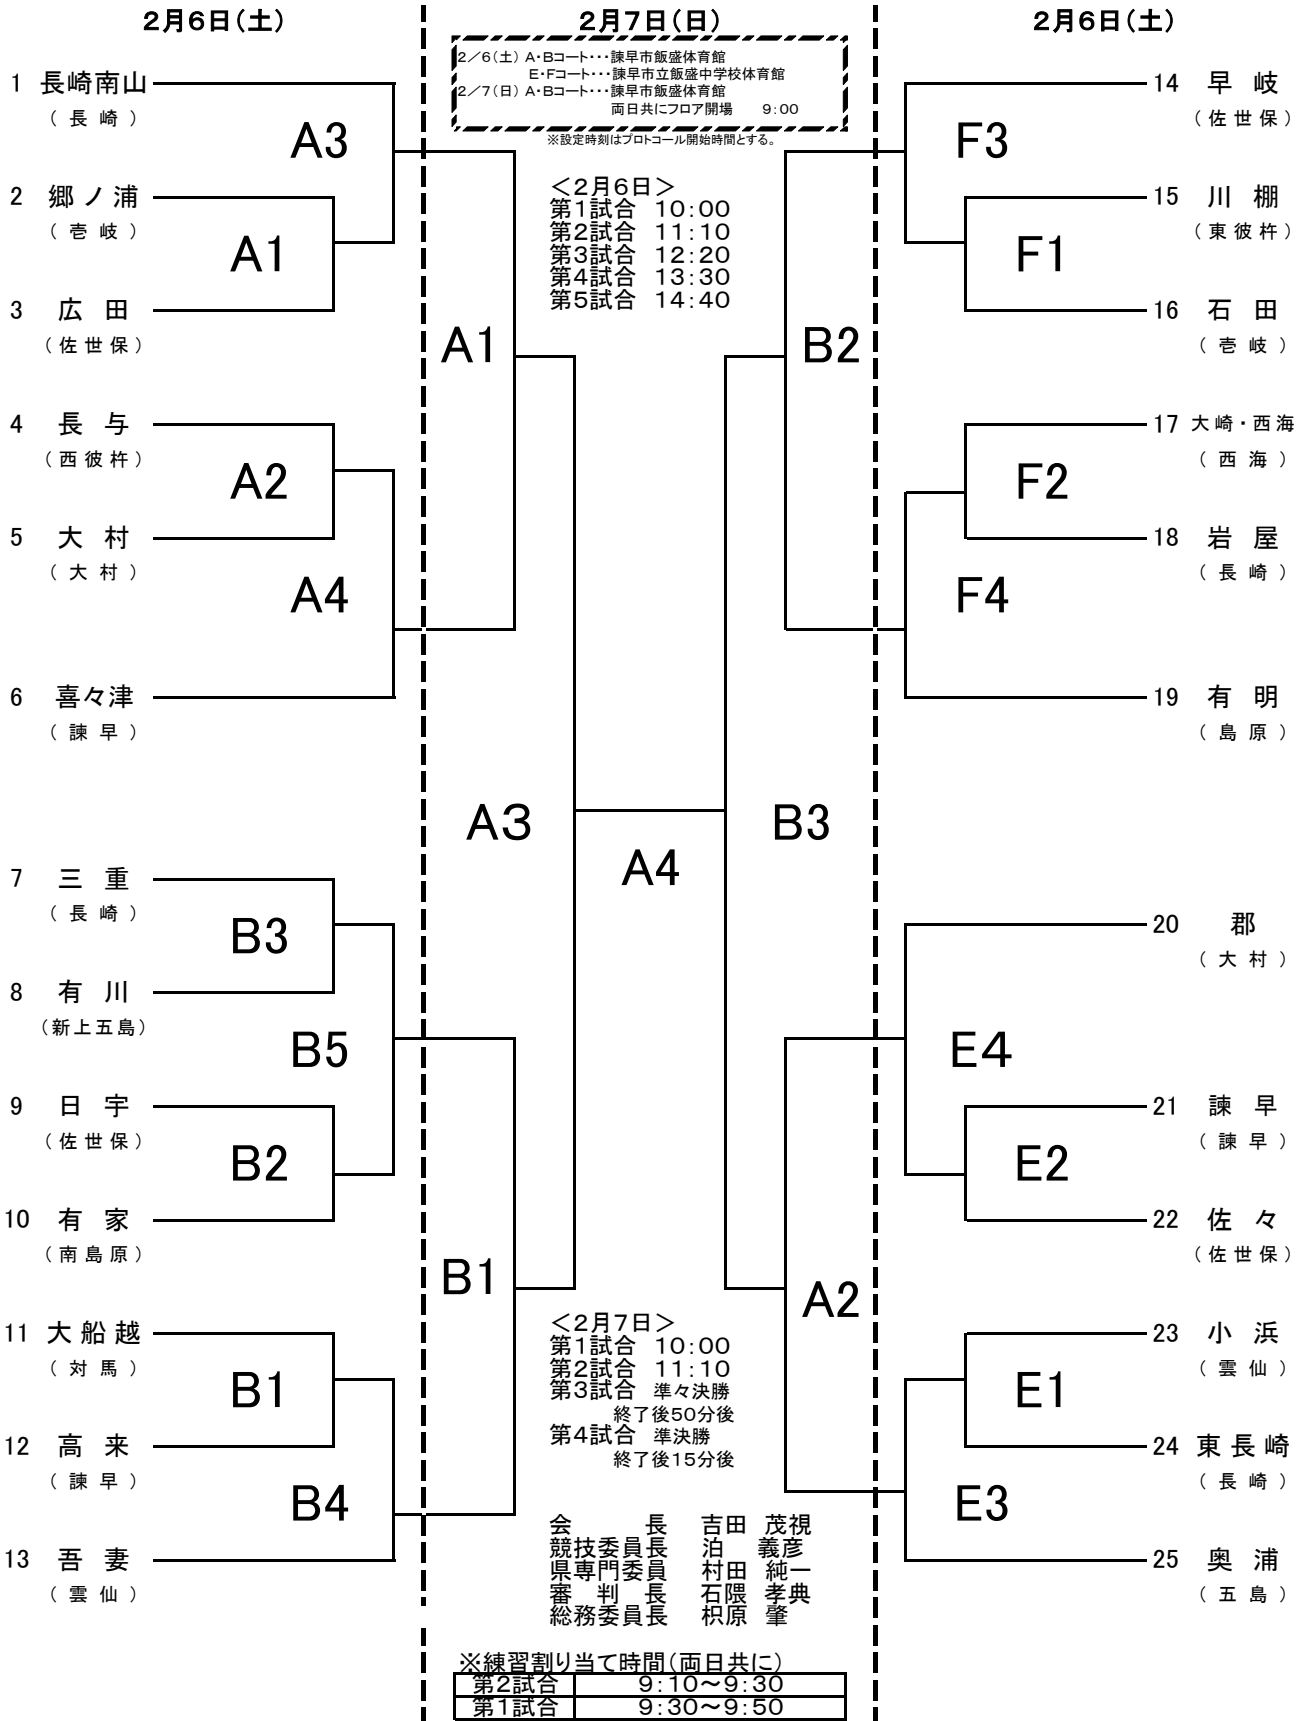 2月6日(土)
2月7日(日)
2月6日(土)
2/6(土) A・Bコート・・・諫早市飯盛体育館
E・Fコート・・・諫早市立飯盛中学校体育館
2/7(日) A・Bコート・・・諫早市飯盛体育館
両日共にフロア開場 9:00
※設定時刻はプロトコール開始時間とする。
1 長崎南山
(長崎)
A3
2 郷ノ浦
(壱岐)
A1
3 広田
(佐世保)
4 長与
(西彼杵)
A2
5 大村
(大村)
A4
6 喜々津
(諫早)
7 三重
(長崎)
B3
8 有川
(新上五島)
B5
9 日宇
(佐世保)
B2
10 有家
(南島原)
11 大船越
(対馬)
B1
12 高来
(諫早)
B4
13 吾妻
(雲仙)
<2月6日>
第1試合 10:00
第2試合 11:10
第3試合 12:20
第4試合 13:30
第5試合 14:40
A1
B2
A3
B3
A4
B1
A2
<2月7日>
第1試合 10:00
第2試合 11:10
第3試合 準々決勝
終了後50分後
第4試合 準決勝
終了後15分後
会長 吉田 茂視
競技委員長 泊 義彦
県専門委員 村田 純一
審判長 石隈 孝典
総務委員長 枳原 肇
※練習割り当て時間(両日共に)
第2試合 9:10~9:30
第1試合 9:30~9:50
14 早岐
(佐世保)
F3
15 川棚
(東彼杵)
F1
16 石田
(壱岐)
17 大崎・西海
(西海)
F2
18 岩屋
(長崎)
F4
19 有明
(島原)
20 郡
(大村)
E4
21 諫早
(諫早)
E2
22 佐々
(佐世保)
23 小浜
(雲仙)
E1
24 東長崎
(長崎)
E3
25 奥浦
(五島)